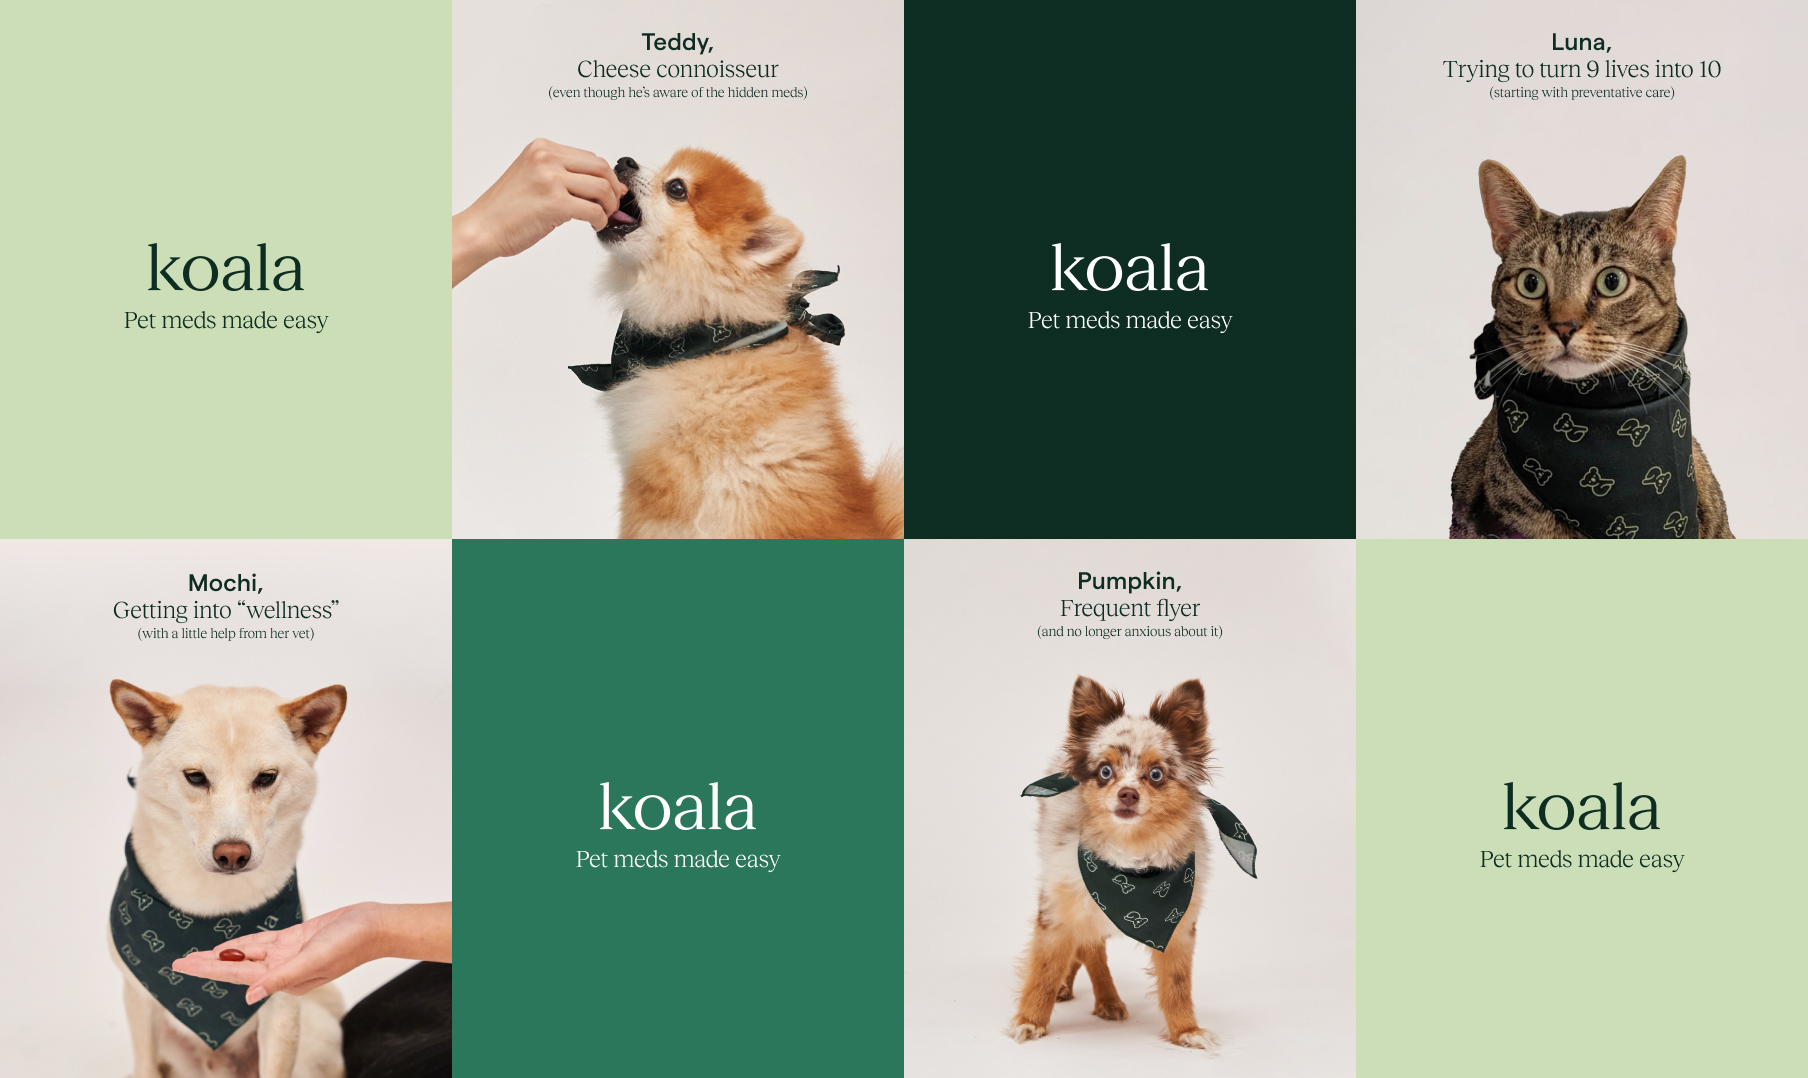 koala
Pet meds made easy
Teddy,
Cheese connoisseur
(even though he's aware of the hidden meds)
koala
Pet meds made easy
Luna,
Trying to turn 9 lives into 10
(starting with preventative care)
Mochi,
Getting into “wellness”
(with a little help from her vet)
koala
Pet meds made easy
Pumpkin,
Frequent flyer
(and no longer anxious about it)
koala
Pet meds made easy